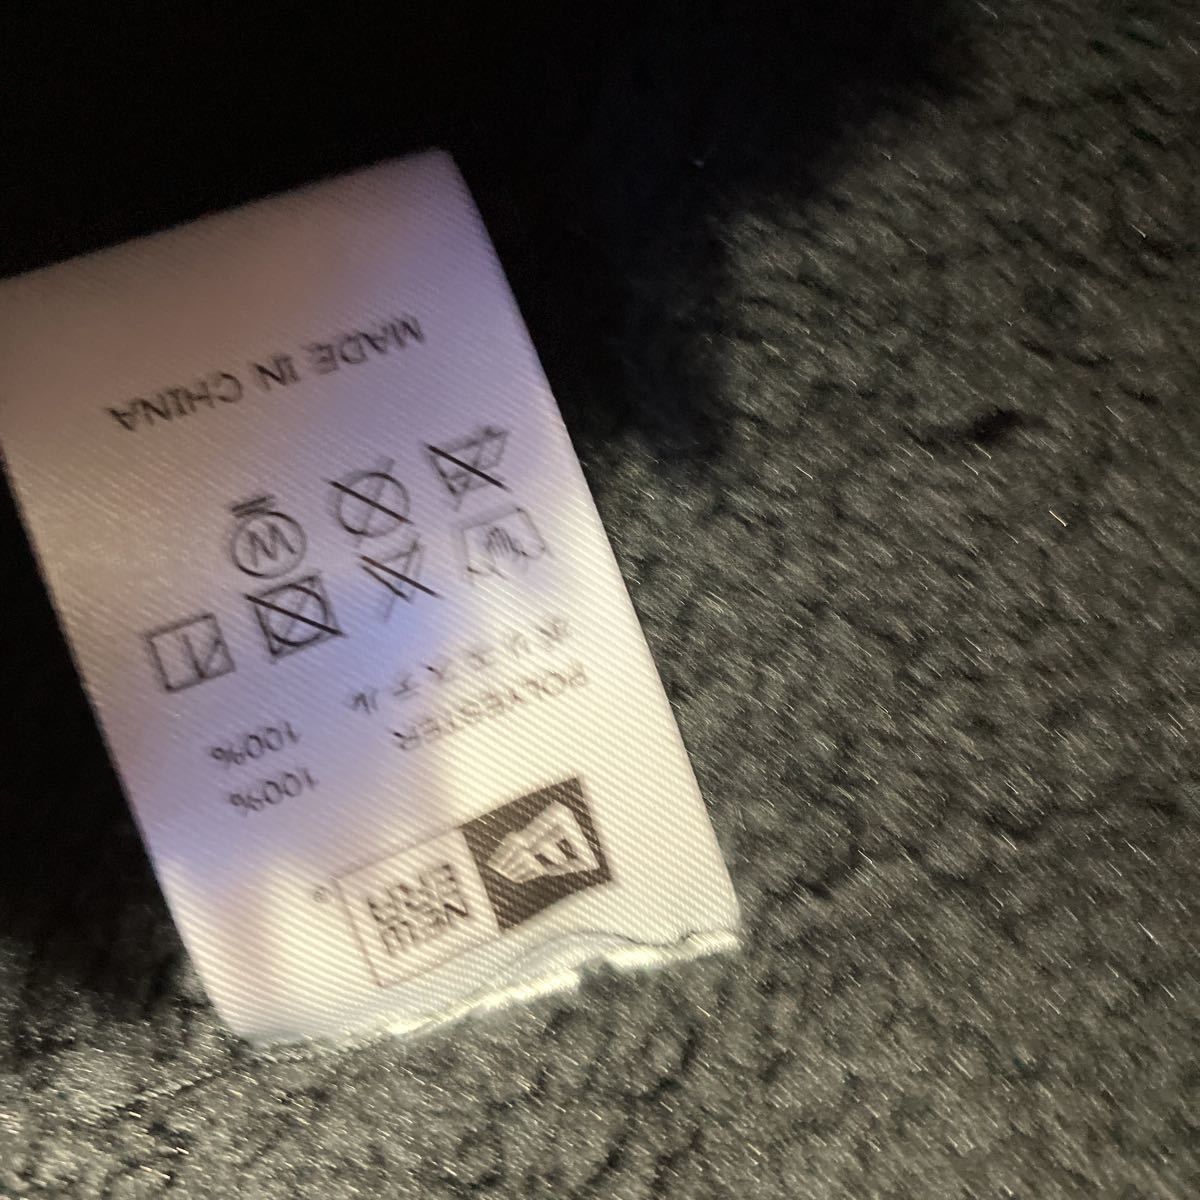 NEW
ERA
®
POLYESTER 100%
ポリエステル 100%
W
MADE IN CHINA